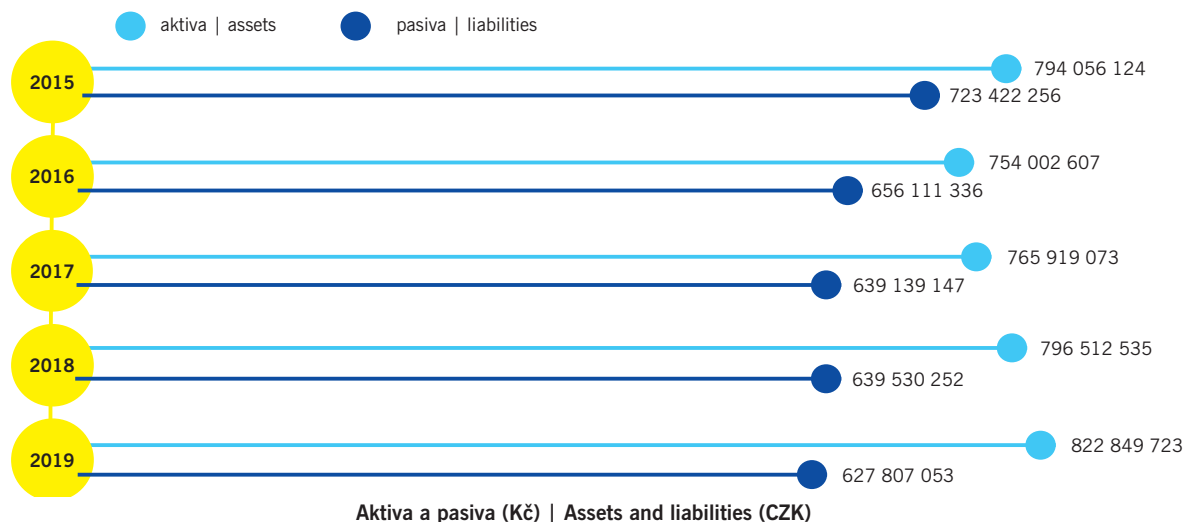 aktiva | assets
pasiva | liabilities
2015
794 056 124
723 422 256
2016
754 002 607
656 111 336
2017
765 919 073
639 139 147
2018
796 512 535
639 530 252
2019
822 849 723
627 807 053
Aktiva a pasiva (Kč) | Assets and liabilities (CZK)